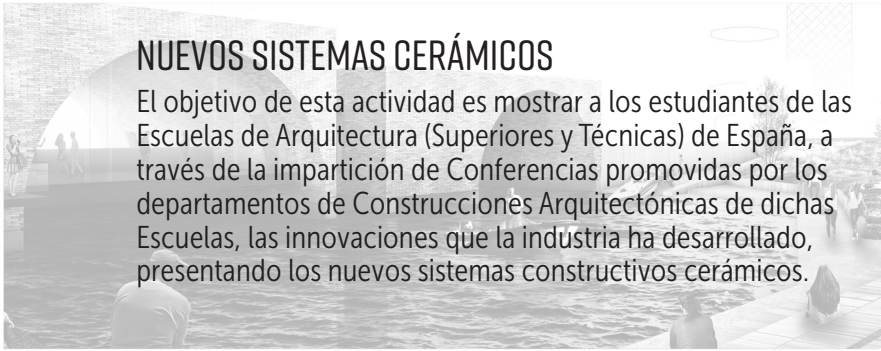 NUEVOS SISTEMAS CERÁMICOS
El objetivo de esta actividad es mostrar a los estudiantes de las
Escuelas de Arquitectura (Superiores y Técnicas) de España, a
través de la impartición de Conferencias promovidas por los
departamentos de Construcciones Arquitectónicas de dichas
Escuelas, las innovaciones que la industria ha desarrollado,
presentando los nuevos sistemas constructivos cerámicos.